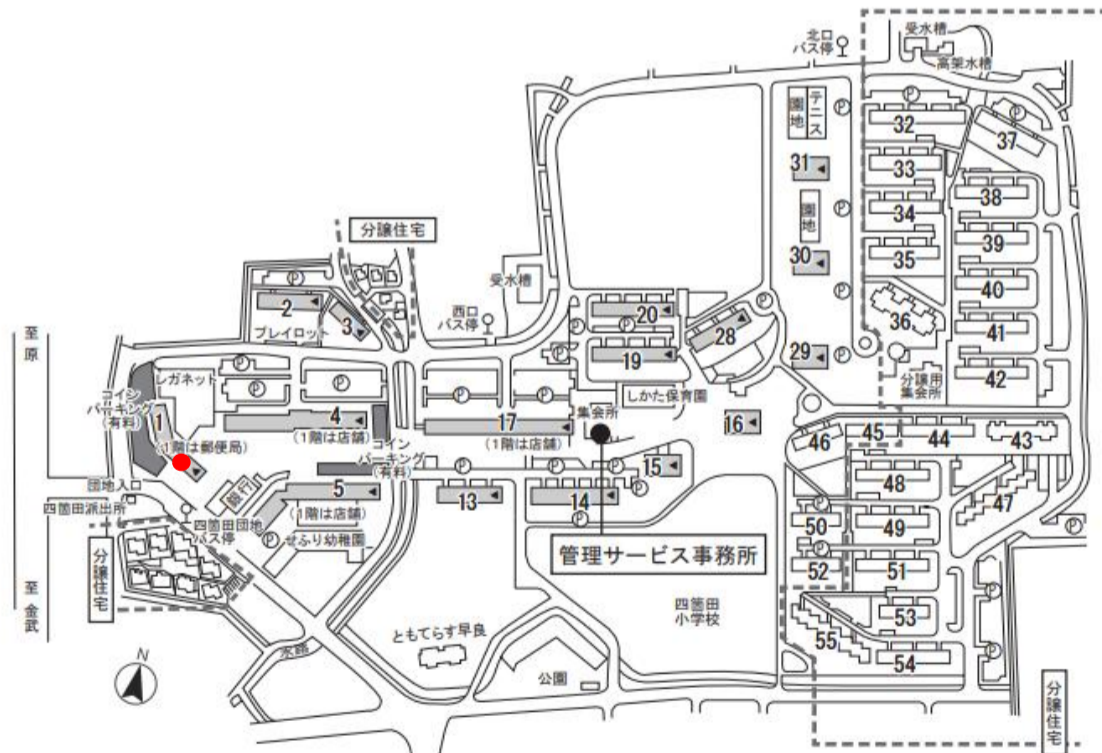 受水槽
高架水槽
北口
バス停
テニス
園地
32
37
33
31
38
34
園地
39
35
30
分譲住宅
受水槽
40
2
3
プレイロット
西口
バス停
20
28
36
41
至原
19
29
分譲用
集会所
42
レガネット
しかた保育園
コイン
パーキング
(有料)
1
4
(1階は店舗)
17
(1階は店舗)
集会所
16
46
45
44
43
(1階は郵便局)
コイン
パーキング
(有料)
15
48
47
団地入口
銀行
5
(1階は店舗)
13
14
四箇田派出所
四箇田団地
バス停
せふり幼稚園
50
49
管理サービス事務所
52
51
分譲住宅
至金武
四箇田
小学校
53
55
54
ともてらす早良
水路
公園
分譲住宅
N
P